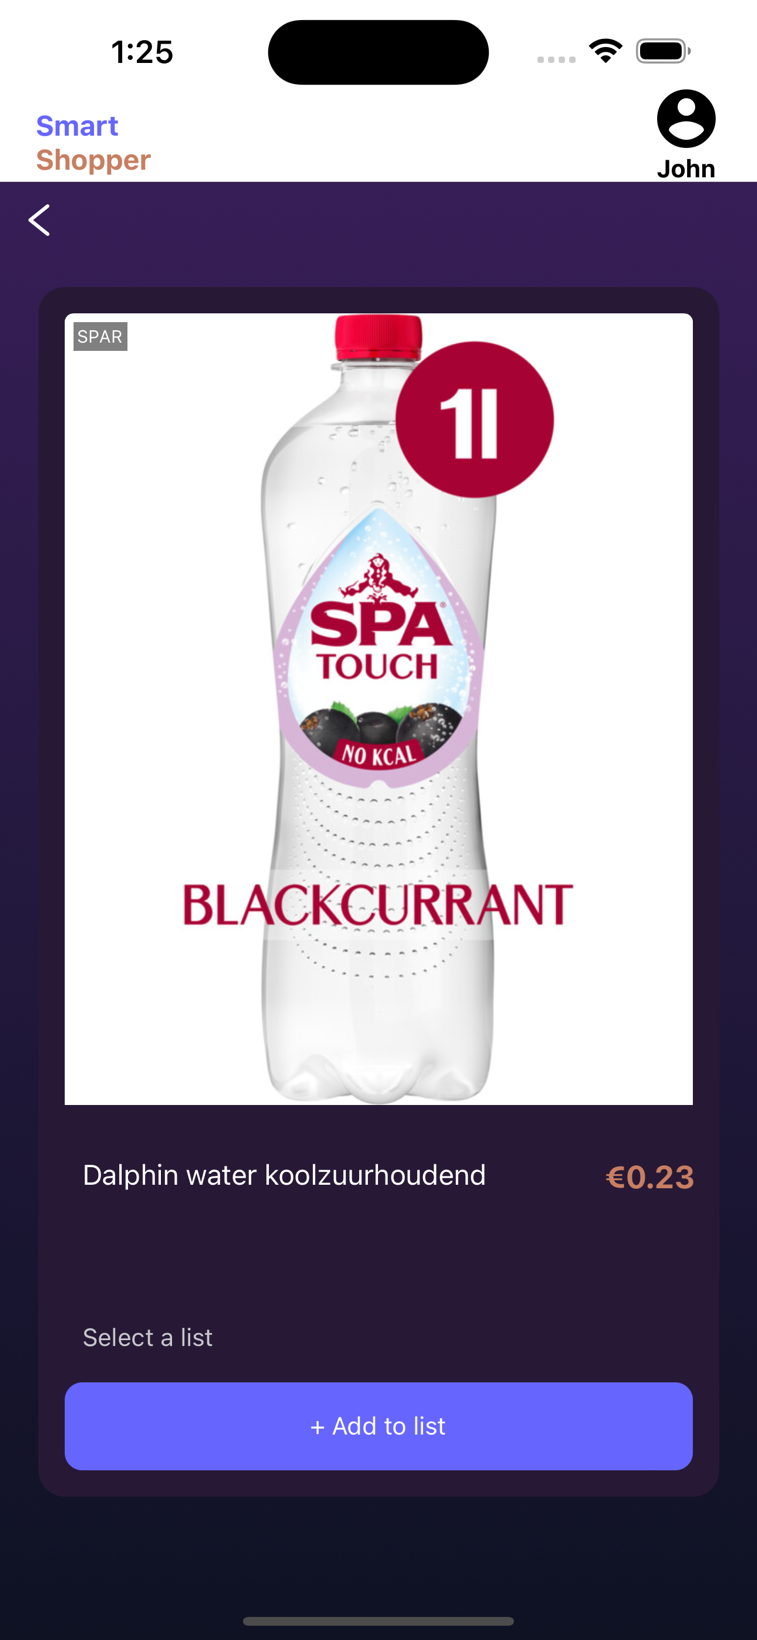 1:25
Smart
Shopper
John
SPAR
1l
SPA
TOUCH
NO KCAL
BLACKCURRANT
Dalphin water koolzuurhoudend
€0.23
Select a list
+ Add to list